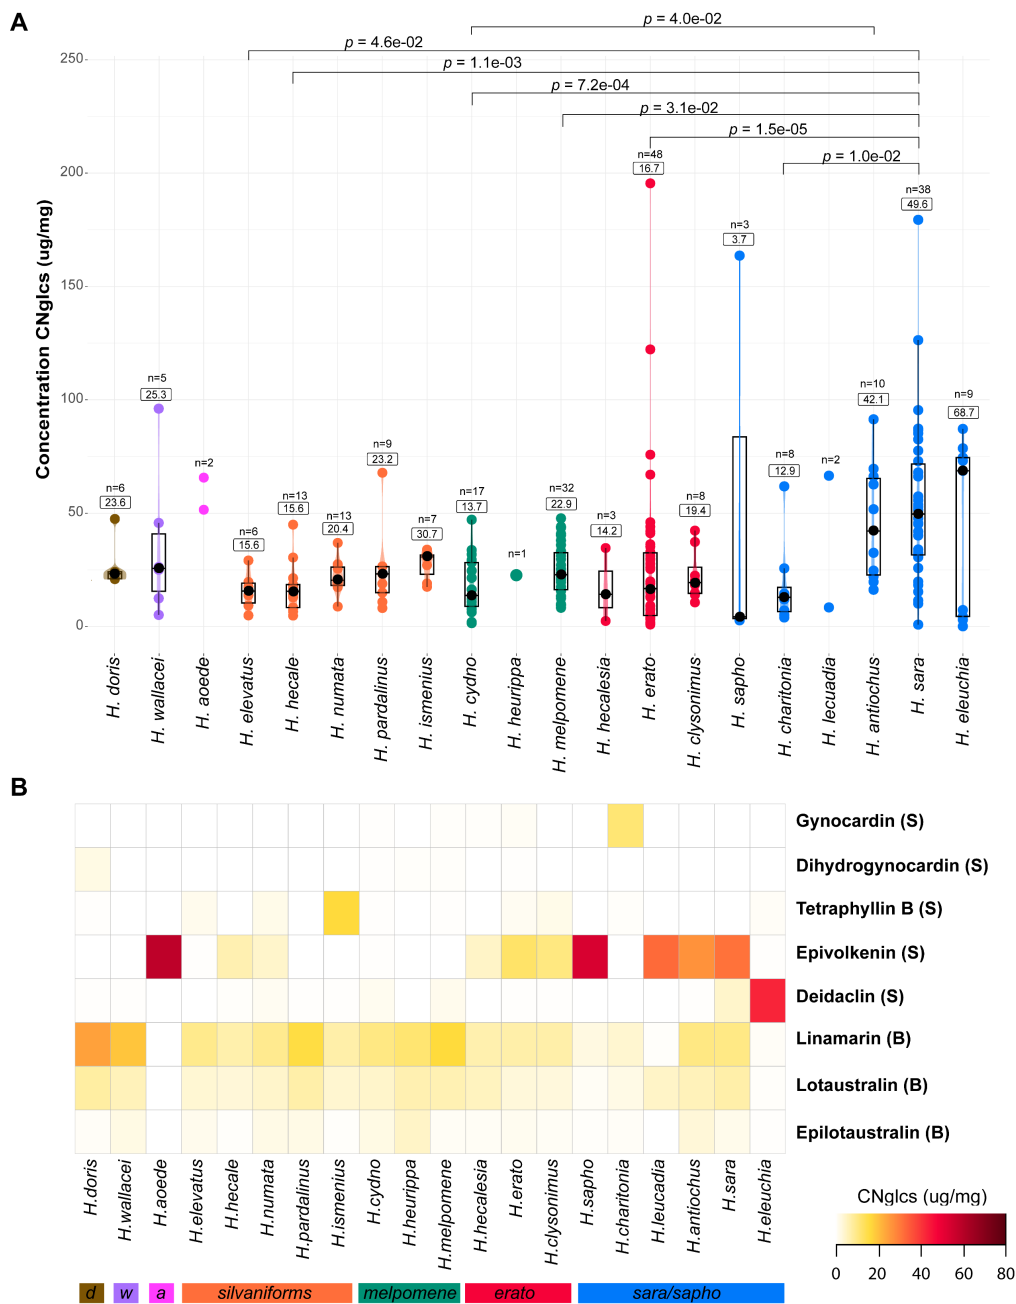 A
p = 4.0e-02
p = 4.6e-02
p = 1.1e-03
p = 7.2e-04
p = 3.1e-02
p = 1.5e-05
p = 1.0e-02
Concentration CNglcs (ug/mg)
250
200
150
100
50
0
n=6
23.6
n=5
25.3
n=2
n=6
15.6
n=13
15.6
n=13
20.4
n=9
23.2
n=7
30.7
n=17
13.7
n=1
n=32
22.9
n=3
14.2
n=48
16.7
n=8
19.4
n=3
3.7
n=8
12.9
n=2
n=10
42.1
n=38
49.6
n=9
68.7
H. doris
H. wallacei
H. aoede
H. elevatus
H. hecale
H. numata
H. pardalinus
H. ismenius
H. cydno
H. heurippa
H. melpomene
H. hecalesia
H. erato
H. clysonimus
H. sapho
H. charitonia
H. lecuadia
H. antiochus
H. sara
H. eleuchia
B
Gynocardin (S)
Dihydrogynocardin (S)
Tetraphyllin B (S)
Epivolkenin (S)
Deidaclin (S)
Linamarin (B)
Lotaustralin (B)
Epilotaustralin (B)
H.doris
H.wallacei
H.aoede
H.elevatus
H.hecale
H.numata
H.pardalinus
H.ismenius
H.cydno
H.heurippa
H.melpomene
H.hecalesia
H.erato
H.clysonimus
H.sapho
H.charitonia
H.leucadia
H.antiochus
H.sara
H.eleuchia
CNglcs (ug/mg)
0 20 40 60 80
d w a silvaniforms melpomene erato sara/sapho